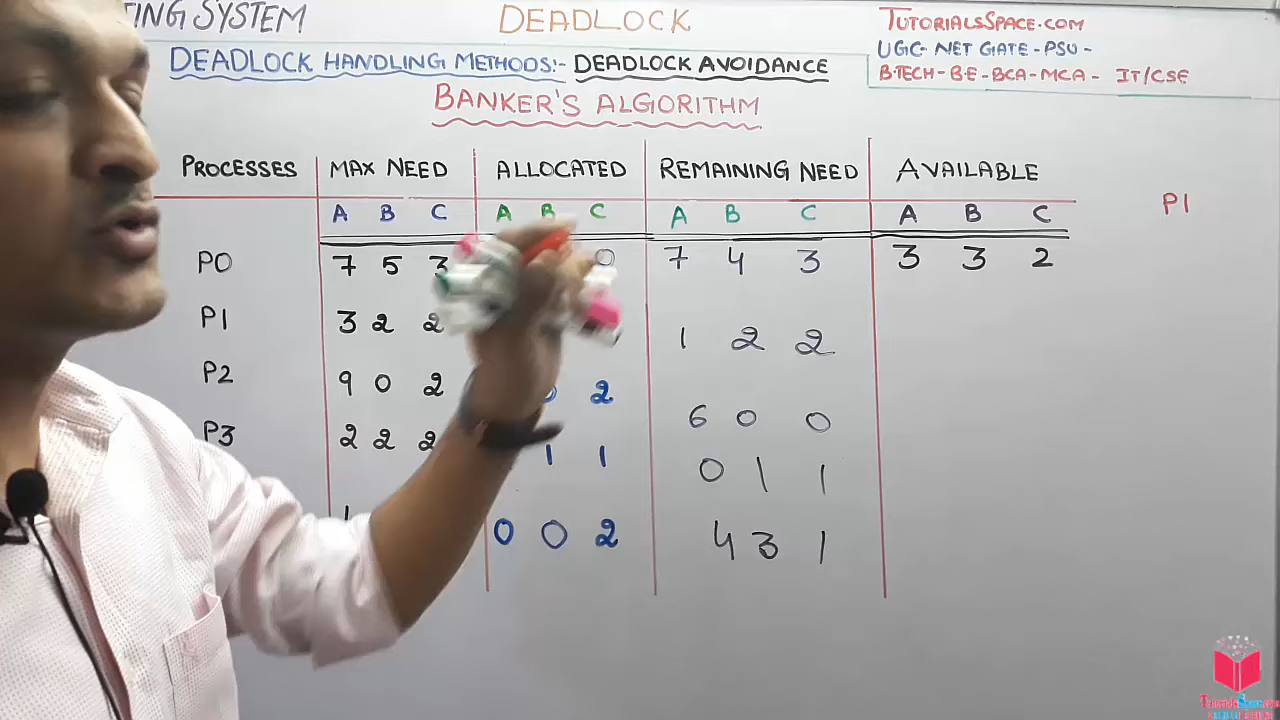 TING SYSTEM DEADLOCK TUTORIALSSPACE.COM
DEADLOCK HANDLING METHODS:- DEADLOCK AVOIDANCE UGC-NET GATE-PSU-
B.TECH-BE-BCA-MCA- IT/CSE
BANKER'S ALGORITHM
PROCESSES MAX NEED ALLOCATED REMAINING NEED AVAILABLE
A B C A B C A B C A B C P1
P0 7 5 3 0 7 4 3 3 3 2
P1 3 2 2 1 2 2
P2 9 0 2 2 6 0 0
P3 2 2 2 1 1 0 1 1
0 0 2 4 3 1